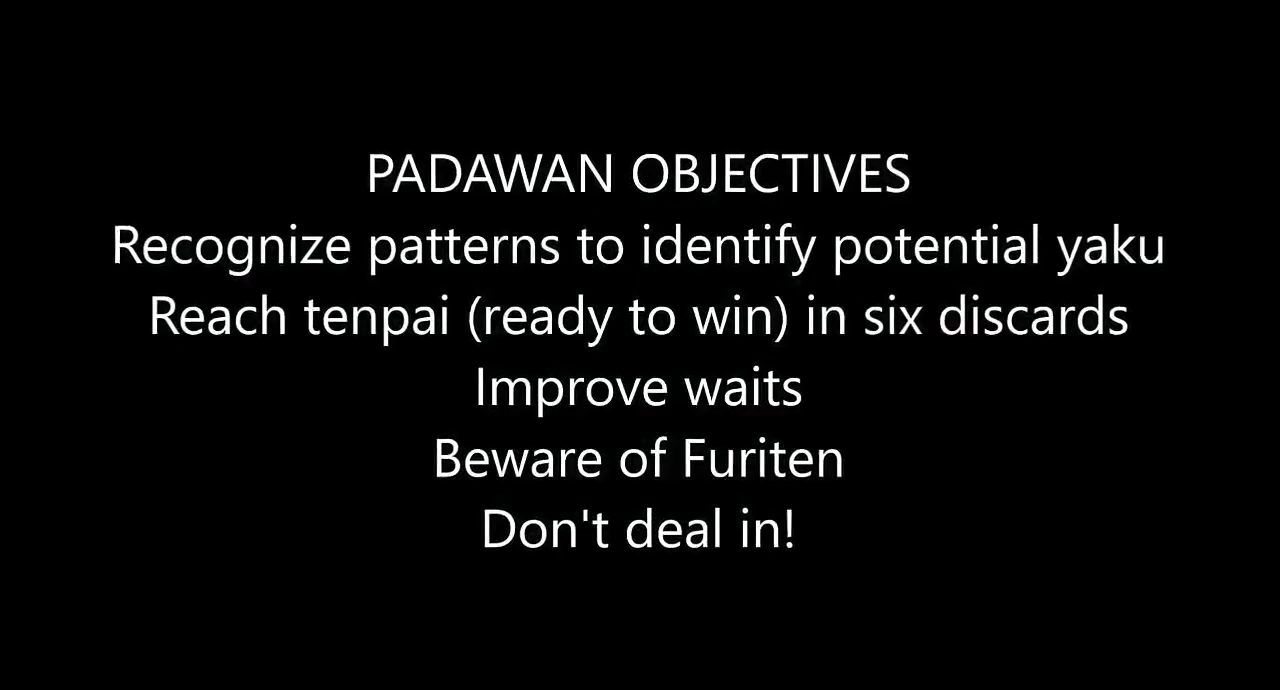 PADAWAN OBJECTIVES
Recognize patterns to identify potential yaku
Reach tenpai (ready to win) in six discards
Improve waits
Beware of Furiten
Don't deal in!